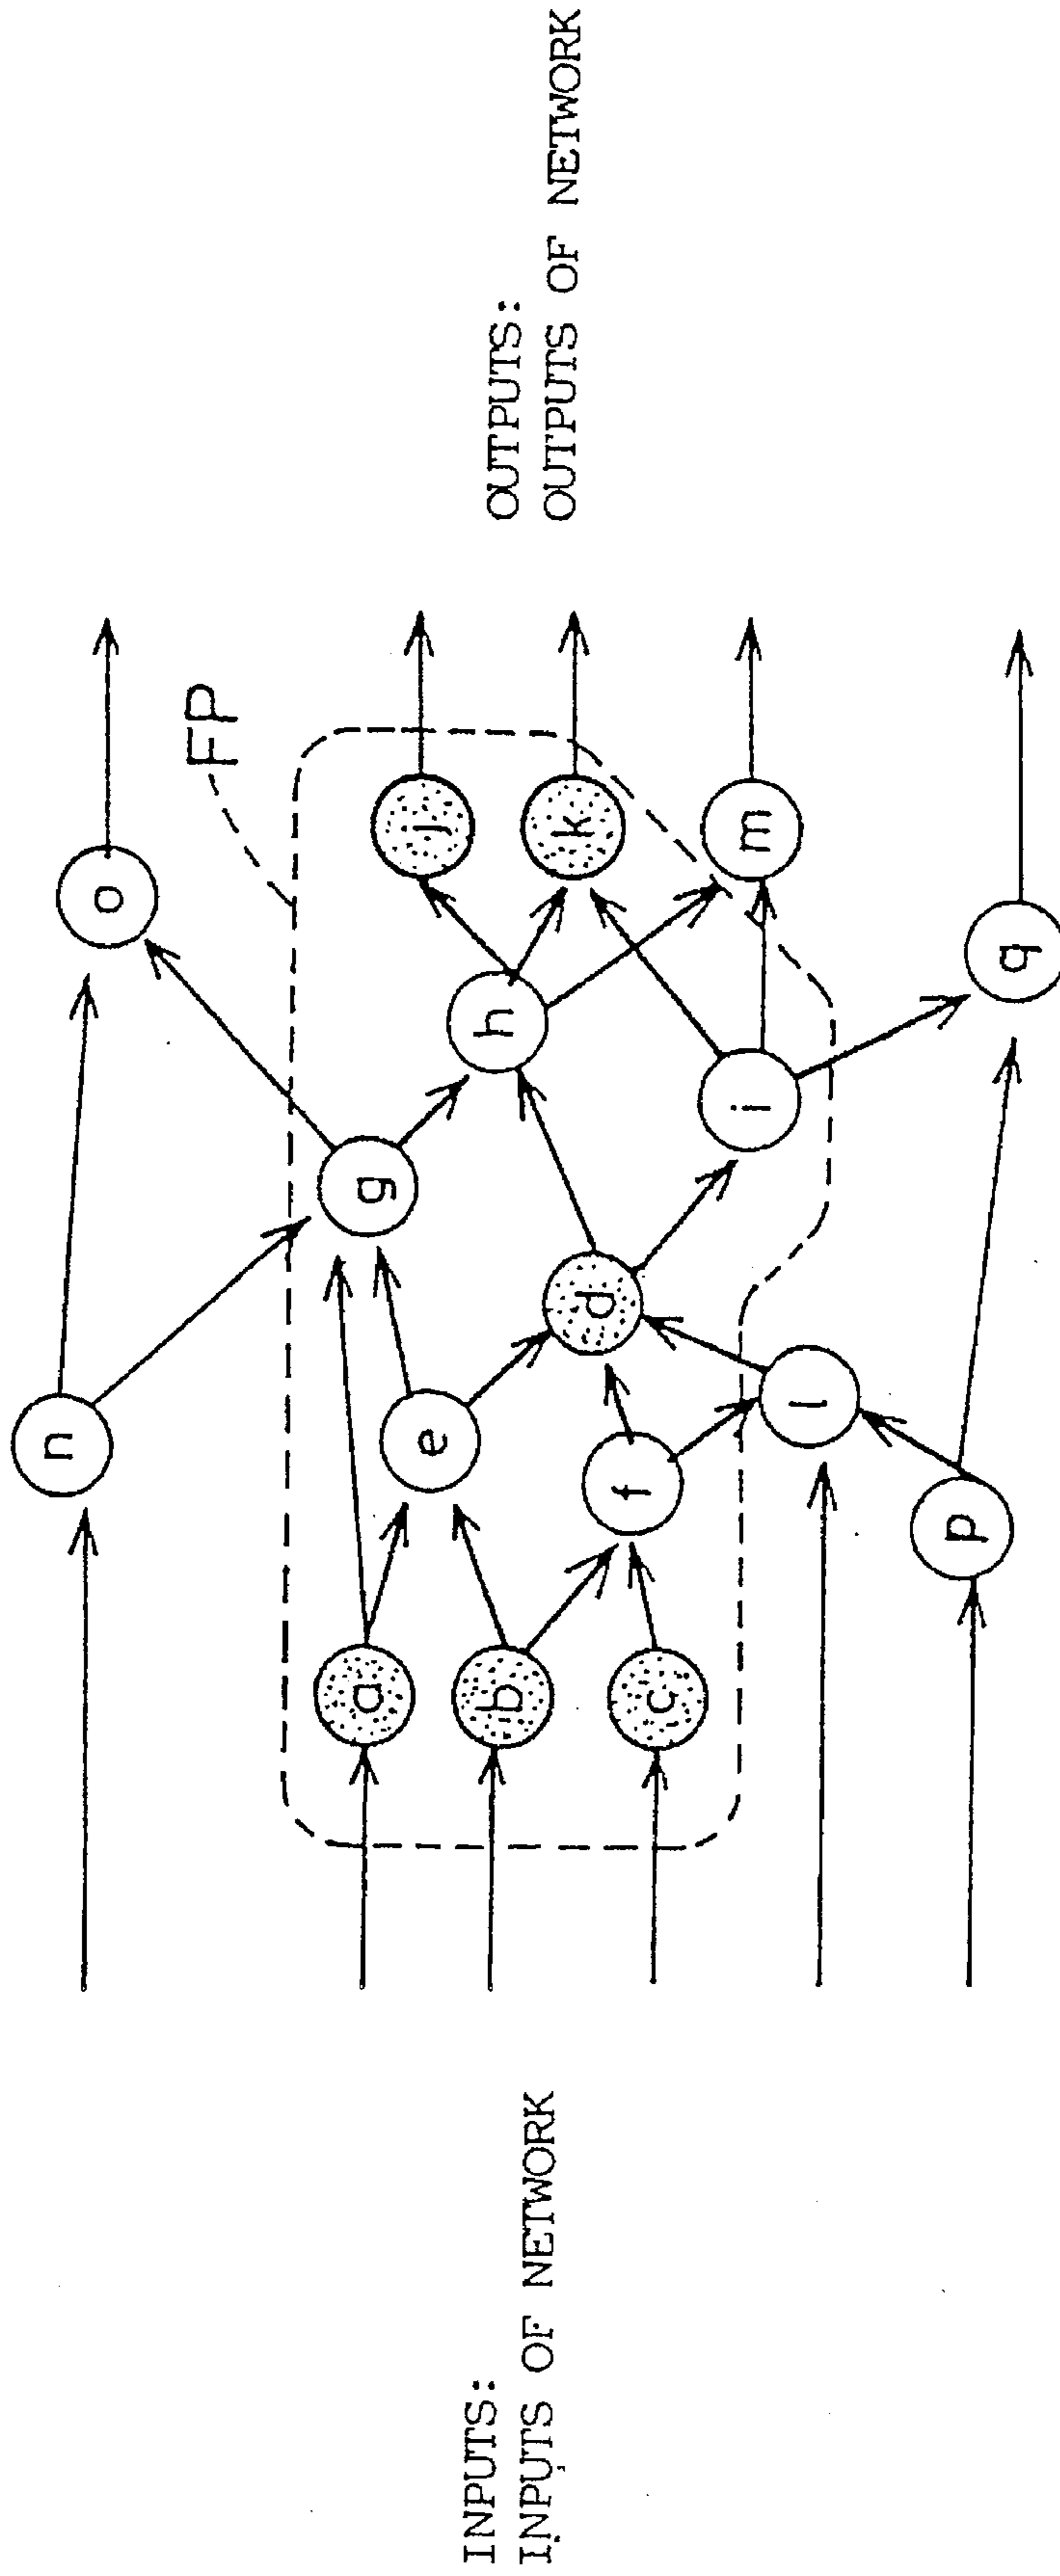 INPUTS:
INPUTS OF NETWORK
n
o
FP
a
b
c
e
f
g
d
h
i
j
k
m
l
p
q
OUTPUTS:
OUTPUTS OF NETWORK